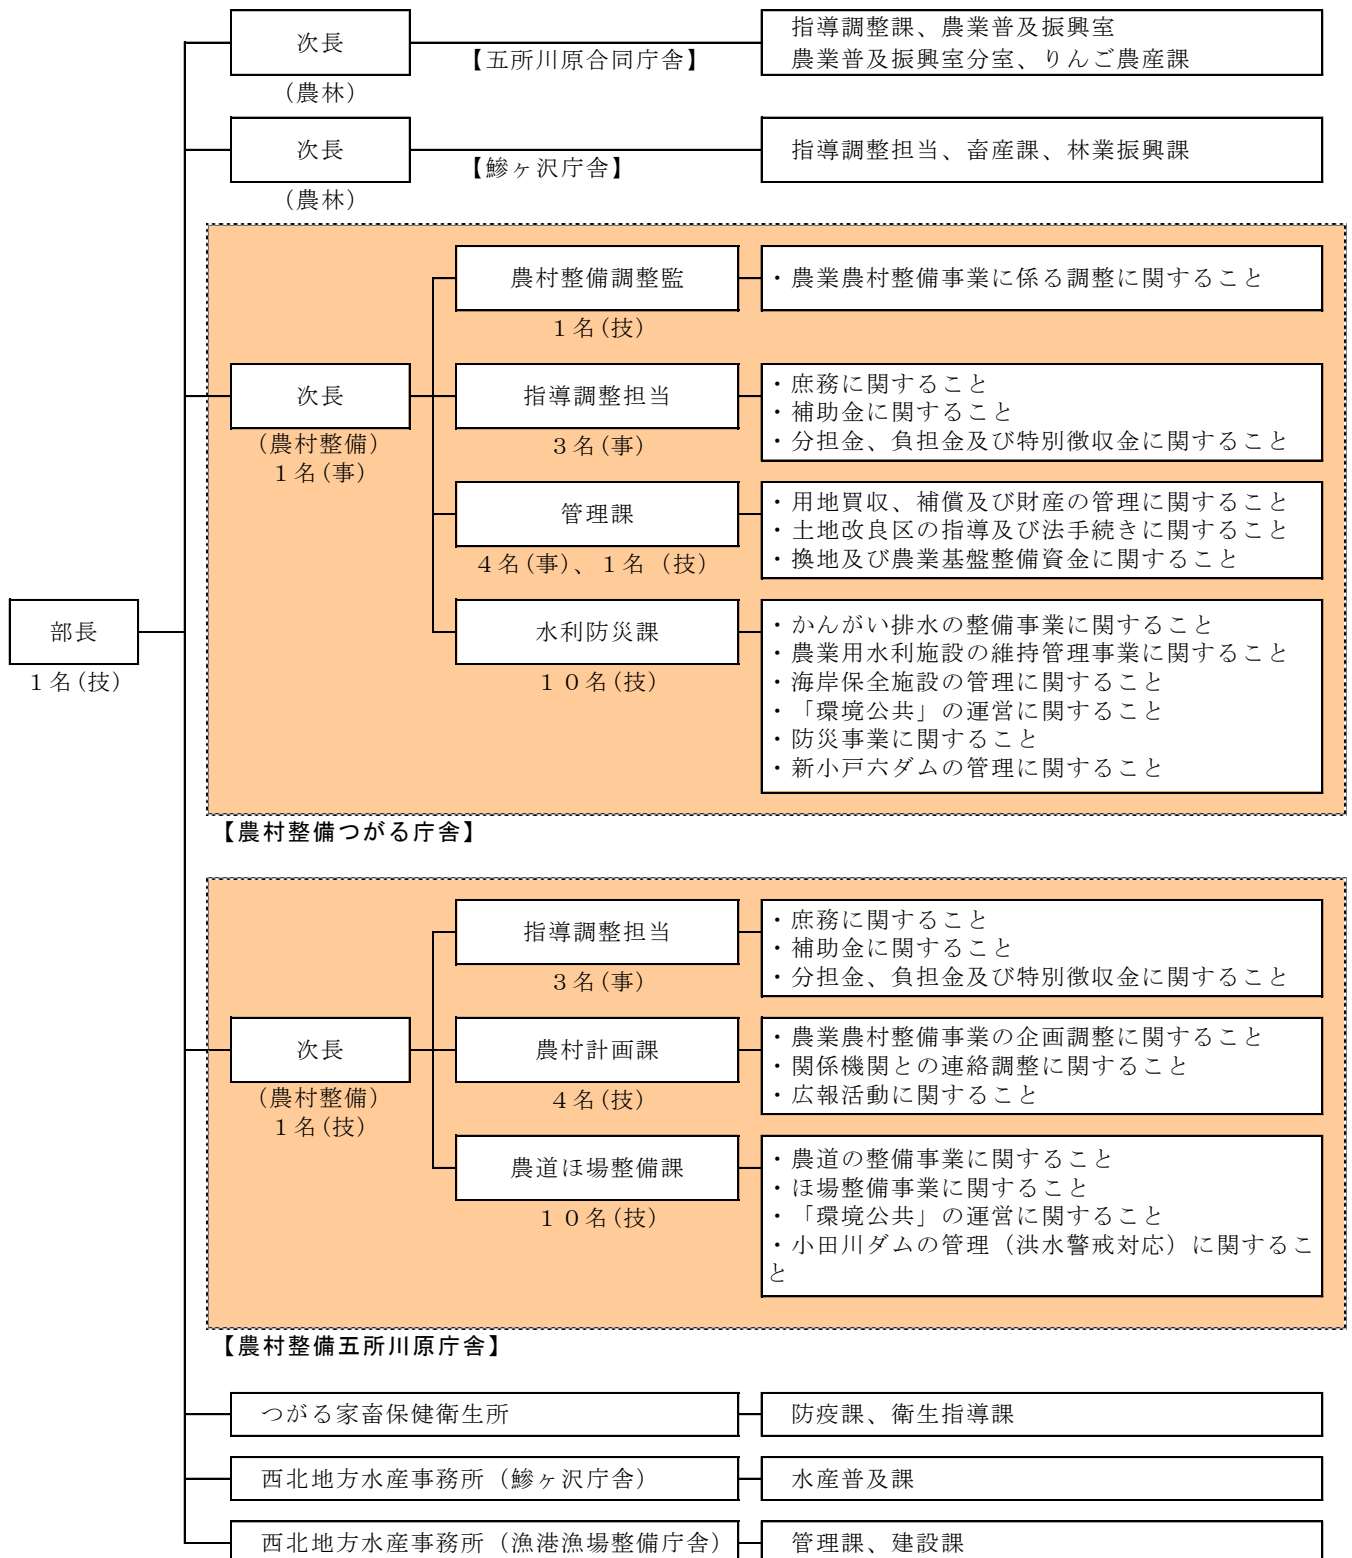 次長
【五所川原合同庁舎】
指導調整課、農業普及振興室
農業普及振興室分室、りんご農産課
(農林)
次長
【鰺ヶ沢庁舎】
指導調整担当、畜産課、林業振興課
(農林)
農村整備調整監
・農業農村整備事業に係る調整に関すること
1名(技)
次長
(農村整備)
1名(事)
指導調整担当
3名(事)
・庶務に関すること
・補助金に関すること
・分担金、負担金及び特別徴収金に関すること
管理課
4名(事)、1名 (技)
・用地買収、補償及び財産の管理に関すること
・土地改良区の指導及び法手続きに関すること
・換地及び農業基盤整備資金に関すること
部長
1名(技)
水利防災課
10名(技)
・かんがい排水の整備事業に関すること
・農業用水利施設の維持管理事業に関すること
・海岸保全施設の管理に関すること
・「環境公共」の運営に関すること
・防災事業に関すること
・新小戸六ダムの管理に関すること
【農村整備つがる庁舎】
指導調整担当
3名(事)
・庶務に関すること
・補助金に関すること
・分担金、負担金及び特別徴収金に関すること
次長
(農村整備)
1名(技)
農村計画課
4名(技)
・農業農村整備事業の企画調整に関すること
・関係機関との連絡調整に関すること
・広報活動に関すること
農道ほ場整備課
10名(技)
・農道の整備事業に関すること
・ほ場整備事業に関すること
・「環境公共」の運営に関すること
・小田川ダムの管理（洪水警戒対応）に関するこ
と
【農村整備五所川原庁舎】
つがる家畜保健衛生所
防疫課、衛生指導課
西北地方水産事務所（鰺ヶ沢庁舎）
水産普及課
西北地方水産事務所（漁港漁場整備庁舎）
管理課、建設課